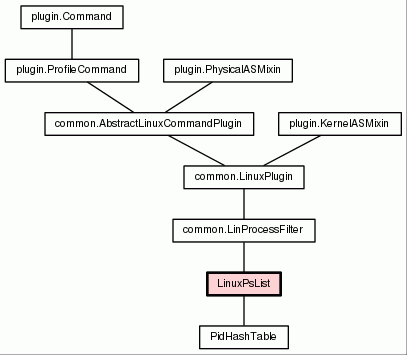 plugin.Command
plugin.ProfileCommand
plugin.PhysicalASMixin
common.AbstractLinuxCommandPlugin
plugin.KernelASMixin
common.LinuxPlugin
common.LinProcessFilter
LinuxPsList
PidHashTable